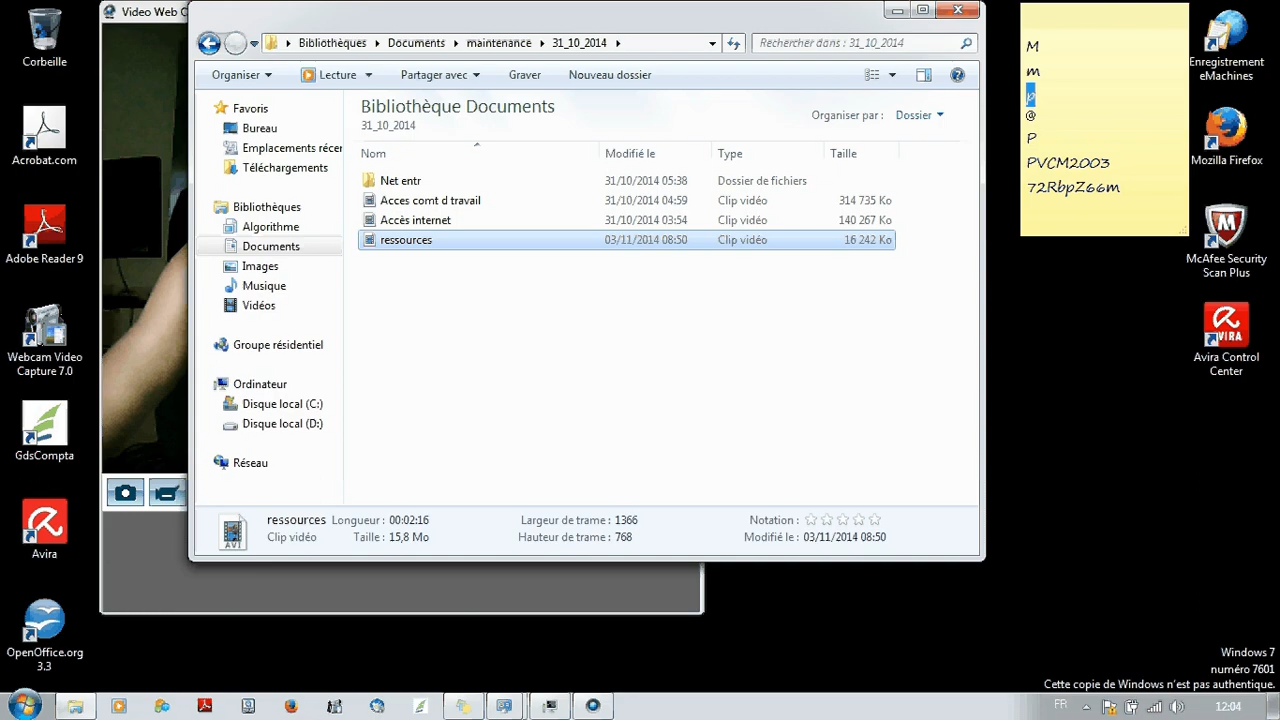 Corbeille
Acrobat.com
Adobe Reader 9
Webcam Video
Capture 7.0
GdsCompta
Avira
OpenOffice.org
3.3
Video Web C
Bibliothèques
Documents
maintenance
31_10_2014
Rechercher dans : 31_10_2014
Organiser
Lecture
Partager avec
Graver
Nouveau dossier
Favoris
Bureau
Emplacements récer
Téléchargements
Bibliothèques
Algorithme
Documents
Images
Musique
Vidéos
Groupe résidentiel
Ordinateur
Disque local (C:)
Disque local (D:)
Réseau
Bibliothèque Documents
31_10_2014
Organiser par : Dossier
Nom Modifié le Type Taille
Net entr 31/10/2014 05:38 Dossier de fichiers
Acces comt d travail 31/10/2014 04:59 Clip vidéo 314 735 Ko
Accès internet 31/10/2014 03:54 Clip vidéo 140 267 Ko
ressources 03/11/2014 08:50 Clip vidéo 16 242 Ko
ressources Longueur : 00:02:16 Largeur de trame : 1366 Notation :
Clip vidéo Taille : 15,8 Mo Hauteur de trame : 768 Modifié le : 03/11/2014 08:50
AVI
M
m
p
@
P
PVCM2003
72RbpZ66m
Enregistrement
eMachines
Mozilla Firefox
McAfee Security
Scan Plus
VIRA
Avira Control
Center
Windows 7
numéro 7601
Cette copie de Windows n'est pas authentique.
FR
12:04